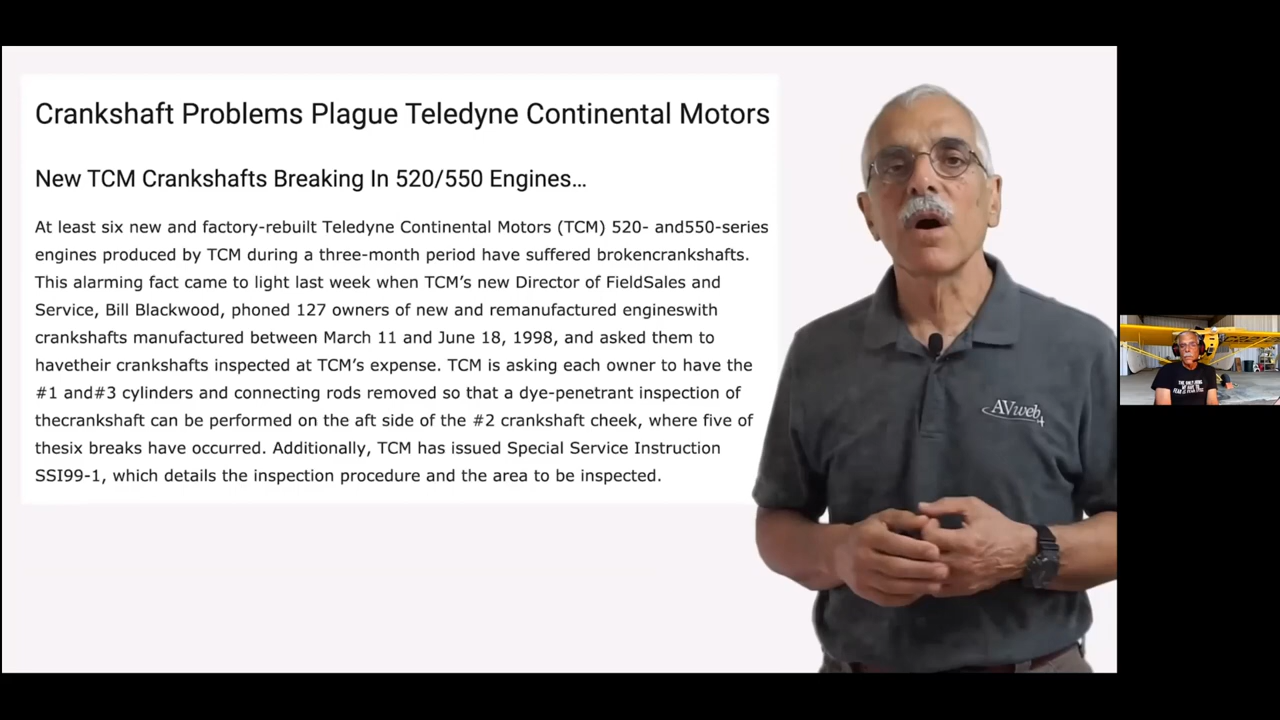 Crankshaft Problems Plague Teledyne Continental Motors
New TCM Crankshafts Breaking In 520/550 Engines…
At least six new and factory-rebuilt Teledyne Continental Motors (TCM) 520- and550-series
engines produced by TCM during a three-month period have suffered brokencrankshafts.
This alarming fact came to light last week when TCM’s new Director of FieldSales and
Service, Bill Blackwood, phoned 127 owners of new and remanufactured engineswith
crankshafts manufactured between March 11 and June 18, 1998, and asked them to
havetheir crankshafts inspected at TCM’s expense. TCM is asking each owner to have the
#1 and#3 cylinders and connecting rods removed so that a dye-penetrant inspection of
thecrankshaft can be performed on the aft side of the #2 crankshaft cheek, where five of
thesix breaks have occurred. Additionally, TCM has issued Special Service Instruction
SSI99-1, which details the inspection procedure and the area to be inspected.
AVweb